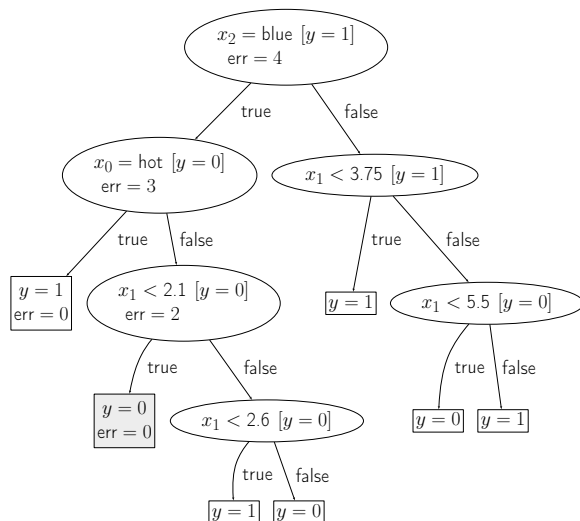 x₂ = blue [y = 1]
err = 4
true
false
x₀ = hot [y = 0]
err = 3
x₁ < 3.75 [y = 1]
true
false
true
false
y = 1
err = 0
x₁ < 2.1 [y = 0]
err = 2
y = 1
x₁ < 5.5 [y = 0]
true
false
true
false
y = 0
err = 0
x₁ < 2.6 [y = 0]
y = 0
y = 1
true
false
y = 1
y = 0